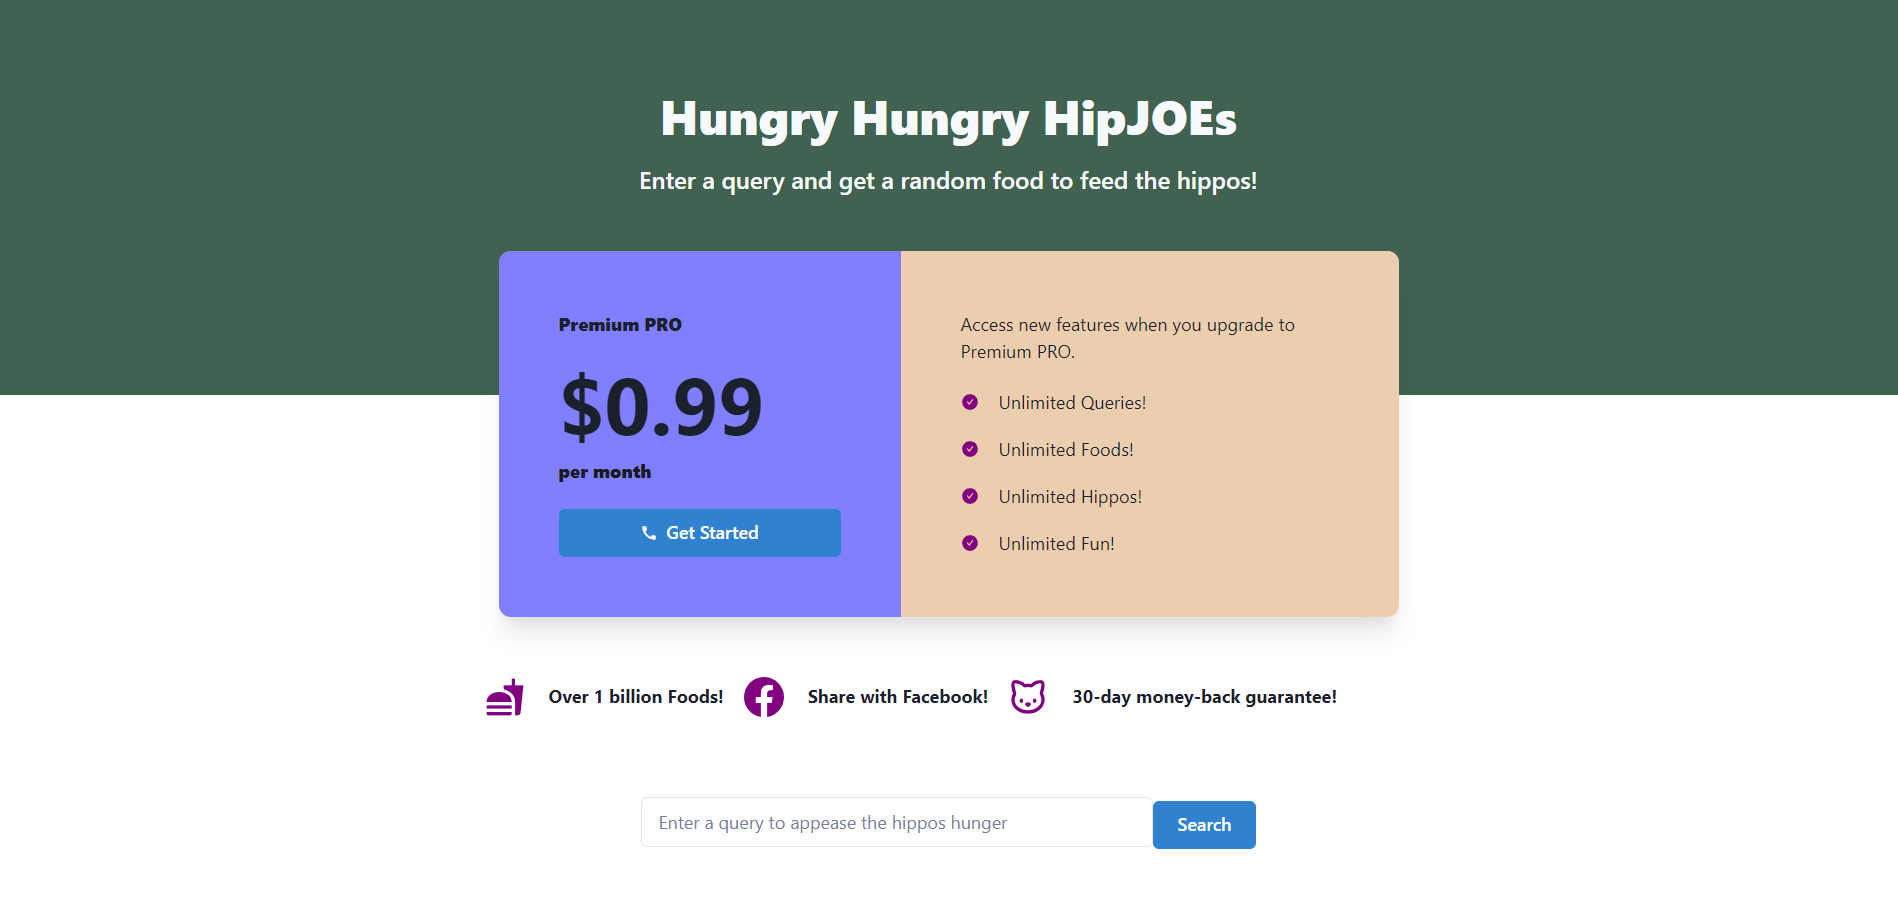 Hungry Hungry HipJOEs
Enter a query and get a random food to feed the hippos!
Premium PRO
$0.99
per month
Get Started
Access new features when you upgrade to
Premium PRO.
Unlimited Queries!
Unlimited Foods!
Unlimited Hippos!
Unlimited Fun!
Over 1 billion Foods!
Share with Facebook!
30-day money-back guarantee!
Enter a query to appease the hippos hunger
Search